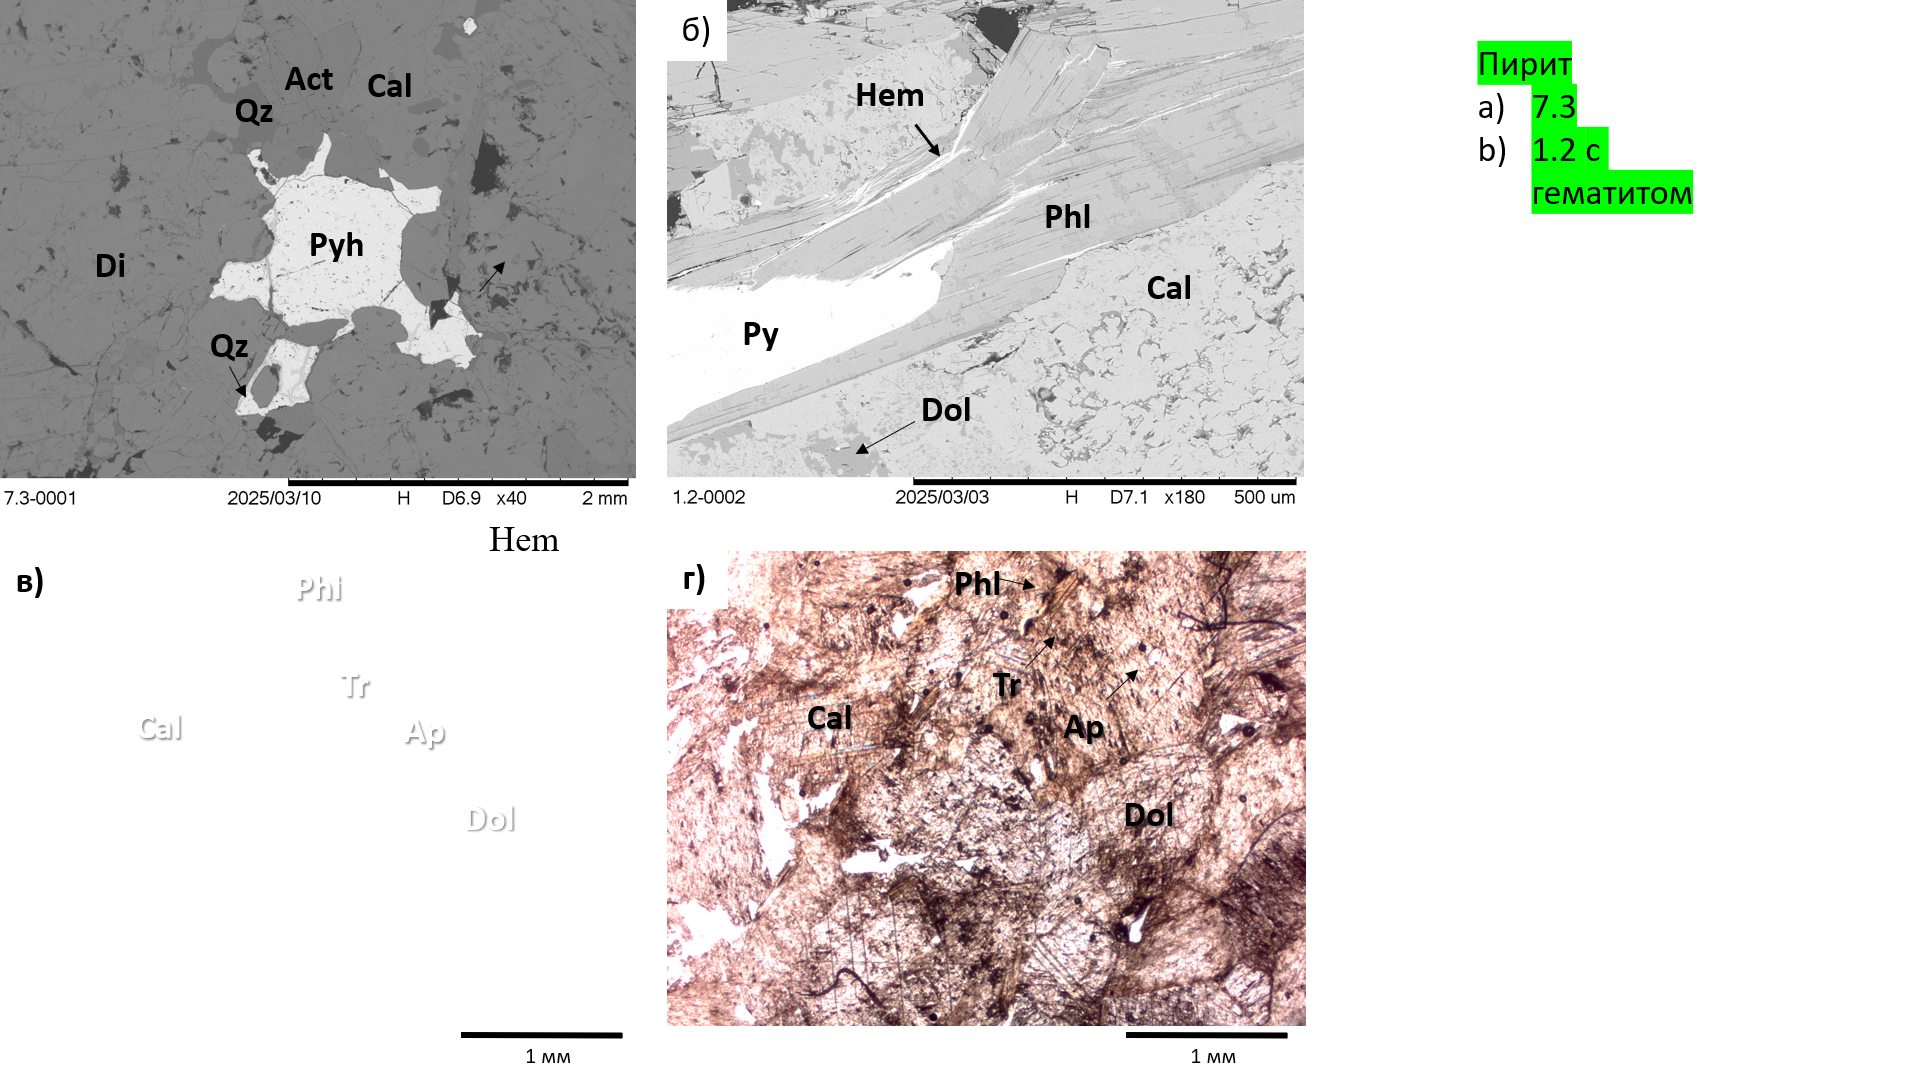 Act
Cal
Qz
Pyh
Di
Qz
7.3-0001 2025/03/10 H D6.9 x40 2 mm
б)
Hem
Phl
Cal
Py
Dol
1.2-0002 2025/03/03 H D7.1 x180 500 um
Пирит
a) 7.3
b) 1.2 с
гематитом
Hem
в)
Phl
Tr
Cal
Ap
Dol
1 мм
г)
Phl
Tr
Cal
Ap
Dol
1 мм